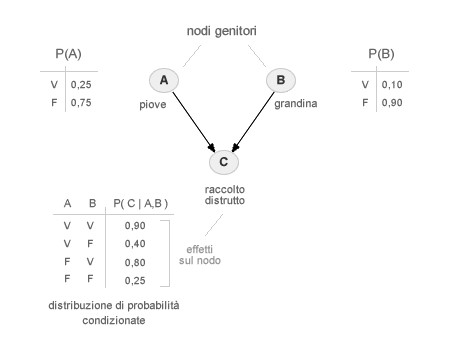 nodi genitori
P(A)
V 0,25
F 0,75
P(B)
V 0,10
F 0,90
A
piove
B
grandina
C
raccolto
distrutto
A B P( C | A,B )
V V 0,90
V F 0,40
F V 0,80
F F 0,25
effetti
sul nodo
distribuzione di probabilità
condizionate